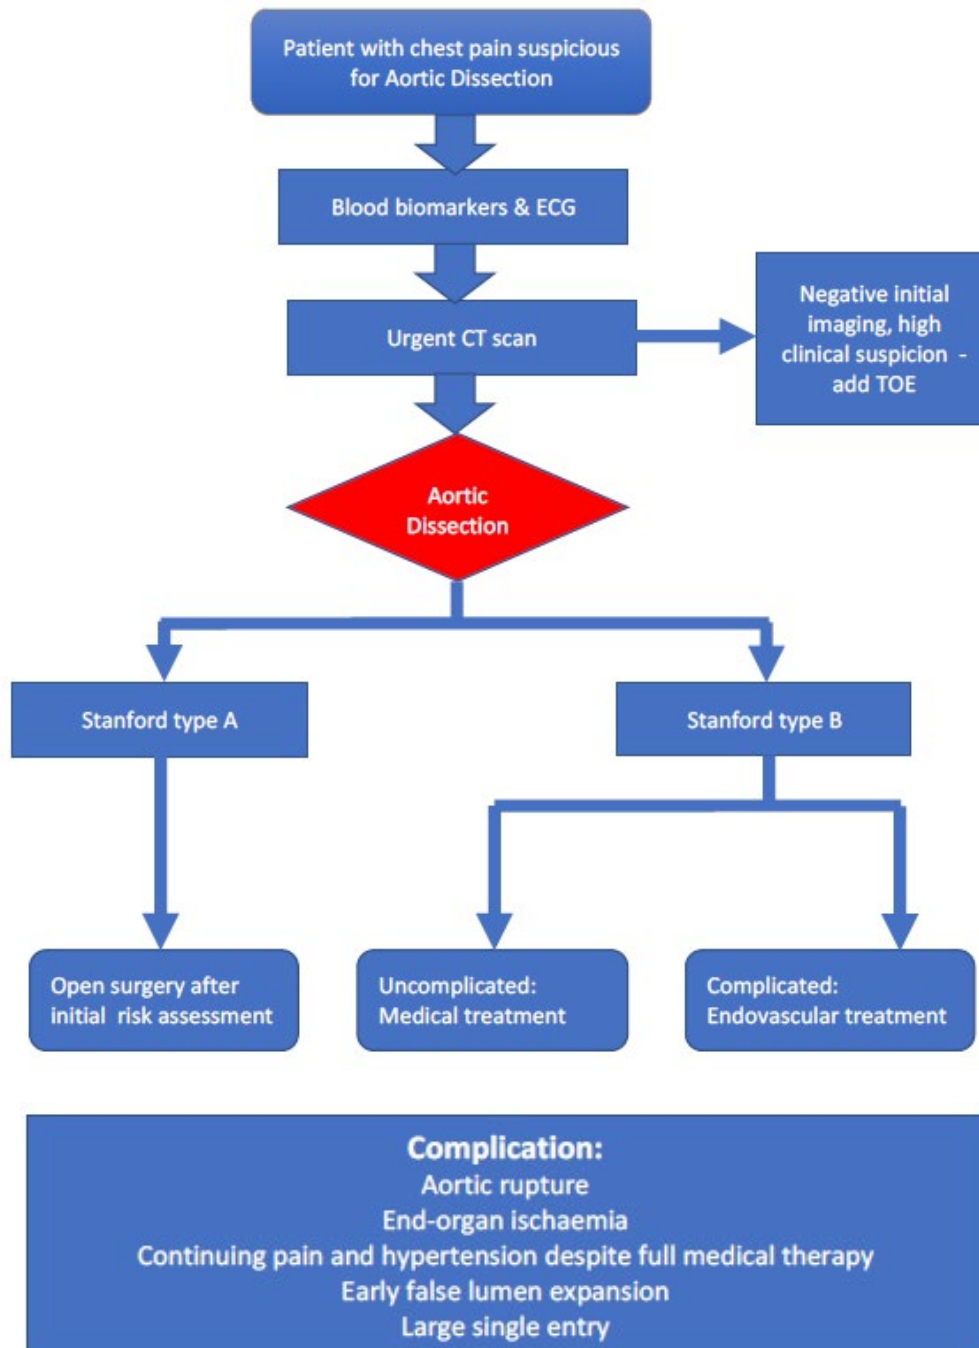 Patient with chest pain suspicious
for Aortic Dissection
Blood biomarkers & ECG
Urgent CT scan
Negative initial
imaging, high
clinical suspicion -
add TOE
Aortic
Dissection
Stanford type A
Stanford type B
Open surgery after
initial risk assessment
Uncomplicated:
Medical treatment
Complicated:
Endovascular treatment
Complication:
Aortic rupture
End-organ ischaemia
Continuing pain and hypertension despite full medical therapy
Early false lumen expansion
Large single entry